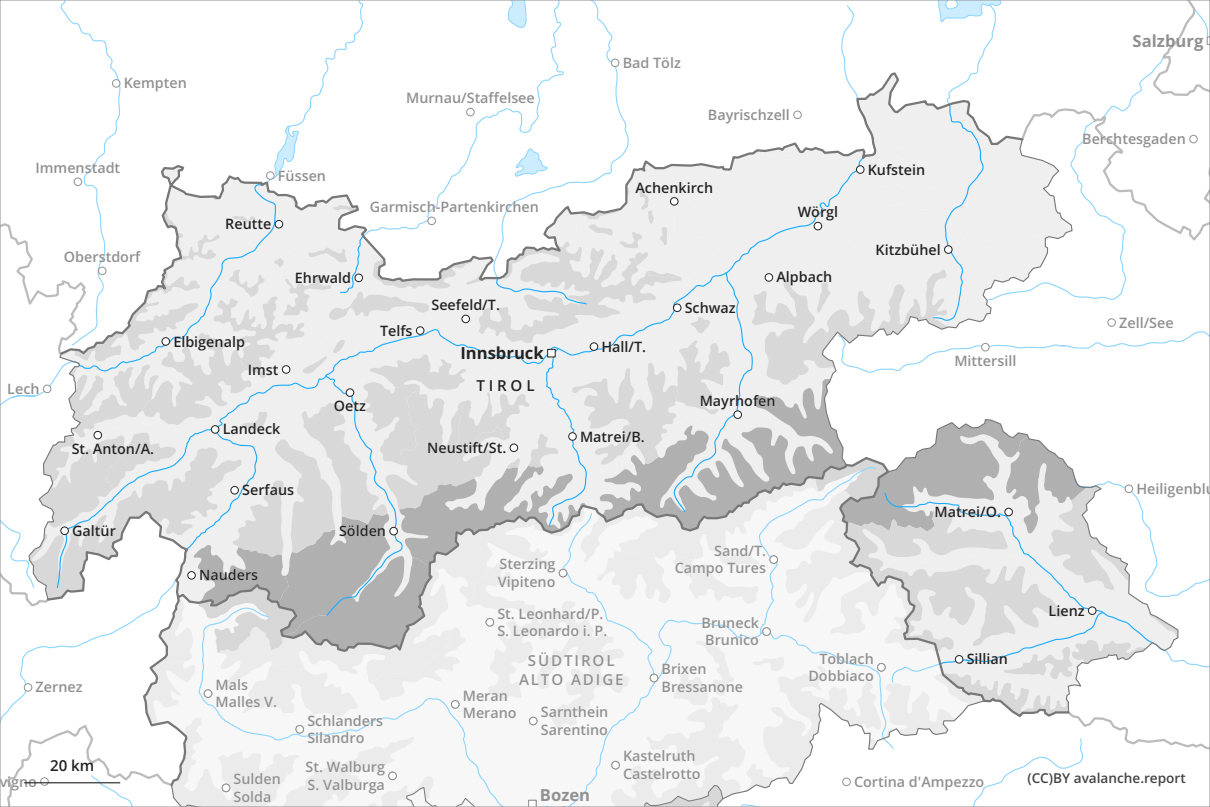 Salzburg
Bad Tölz
Kempten
Murnau/Staffelsee
Bayrischzell
Berchtesgaden
Immenstadt
Füssen
Kufstein
Achenkirch
Garmisch-Partenkirchen
Wörgl
Reutte
Kitzbühel
Oberstdorf
Ehrwald
Alpbach
Seefeld/T.
Schwaz
Telfs
Zell/See
Elbigenalp
Innsbruck
Hall/T.
Mittersill
Imst
TIROL
Lech
Oetz
Mayrhofen
Landeck
Matrei/B.
St. Anton/A.
Neustift/St.
Serfaus
Heiligenblu
Matrei/O.
Galtür
Sölden
Sand/T.
Campo Tures
Sterzing
Vipiteno
Nauders
St. Leonhard/P.
S. Leonardo i. P.
Lienz
Bruneck
Brunico
SÜDTIROL
ALTO ADIGE
Sillian
Toblach
Dobbiaco
Brixen
Bressanone
Zernez
Mals
Malles V.
Meran
Merano
Sarnthein
Sarentino
Schlanders
Silandro
Kastelruth
Castelrotto
20 km
St. Walburg
S. Valburga
vigno
Sulden
Solda
Cortina d'Ampezzo
(CC)BY avalanche.report
Bozen